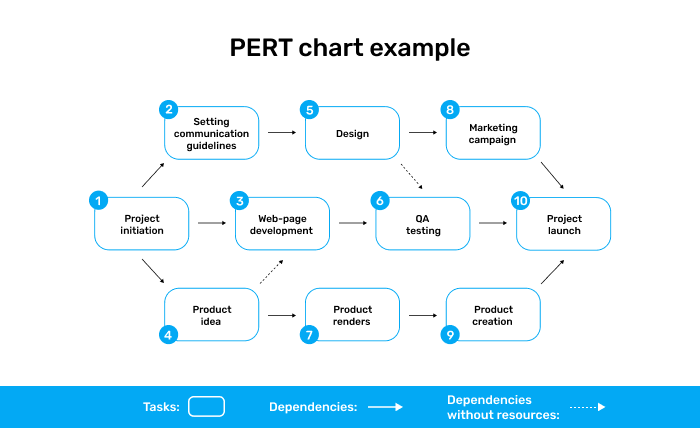 PERT chart example
2
Setting
communication
guidelines
5
Design
8
Marketing
campaign
1
Project
initiation
3
Web-page
development
6
QA
testing
10
Project
launch
Product
idea
4
Product
renders
7
Product
creation
9
Tasks:
Dependencies:
Dependencies
without resources: